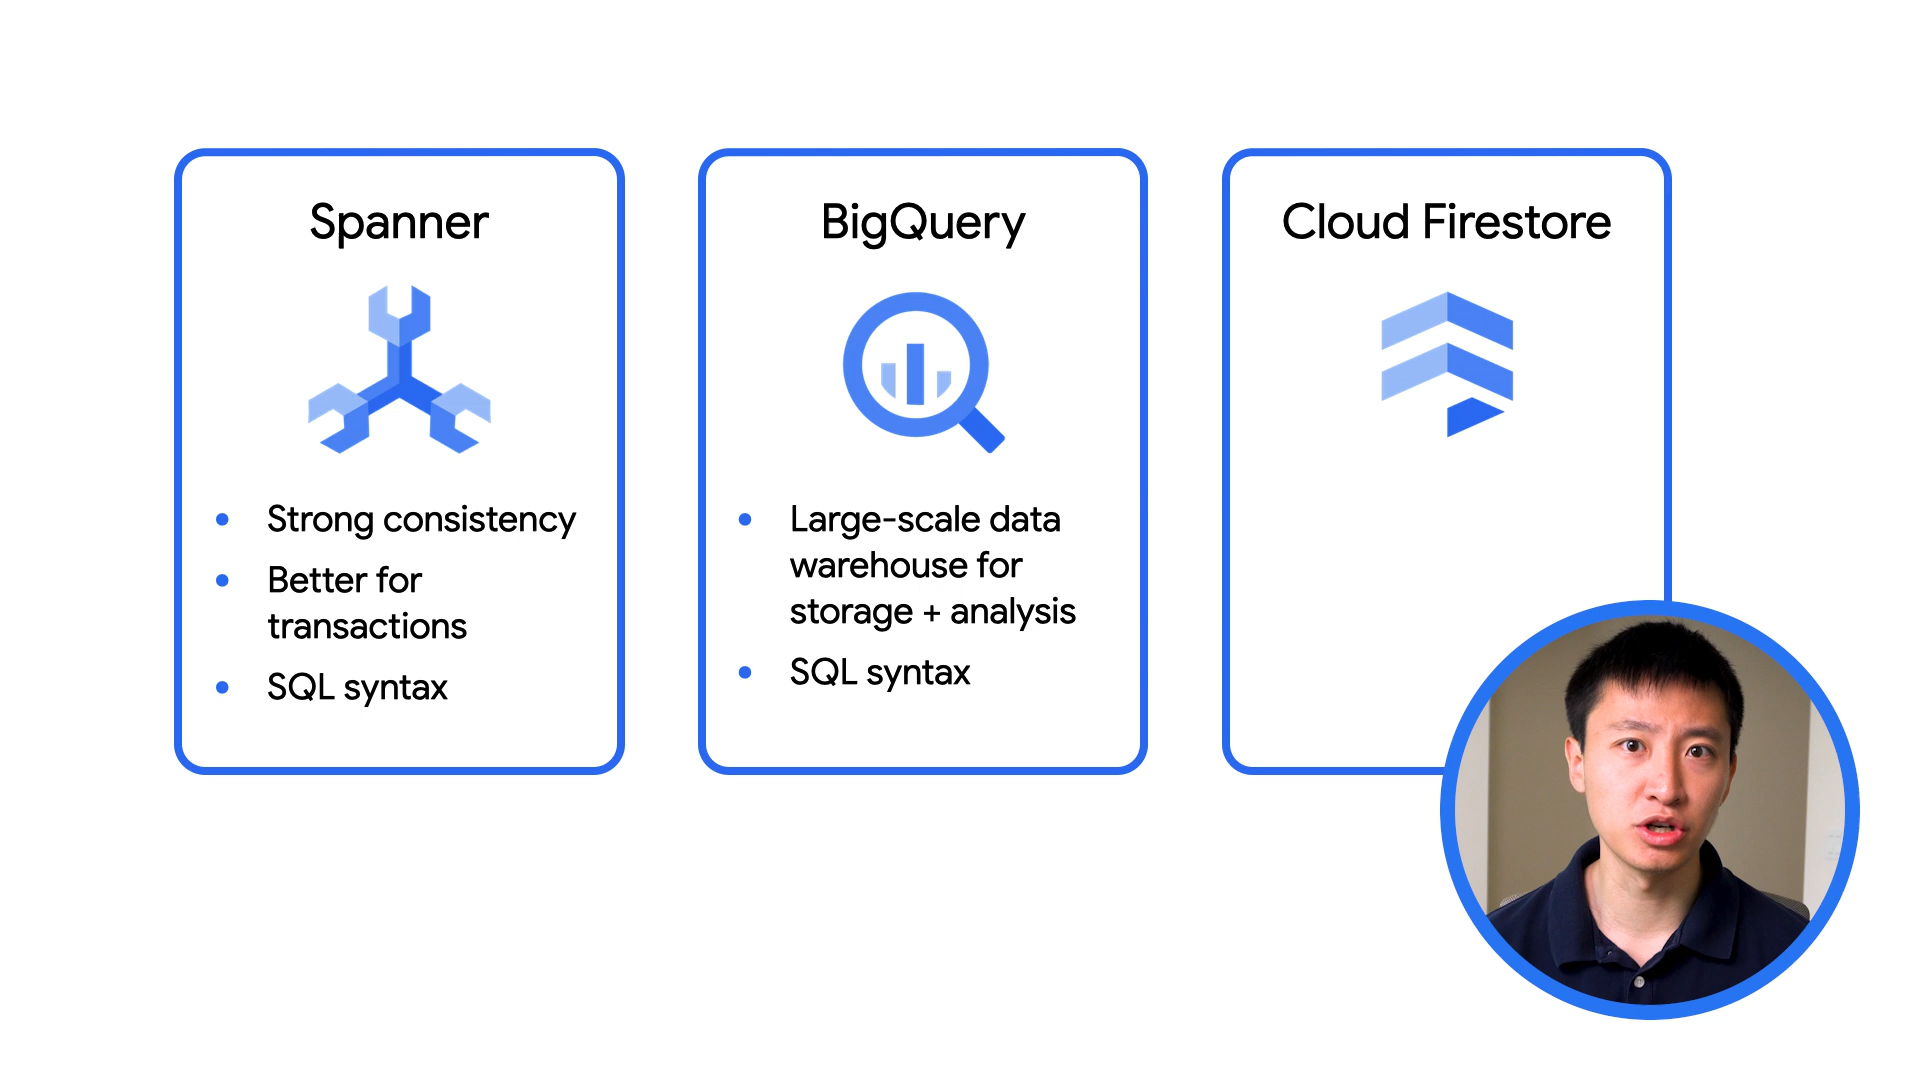 Spanner
Strong consistency
Better for
transactions
SQL syntax
BigQuery
Large-scale data
warehouse for
storage + analysis
SQL syntax
Cloud Firestore